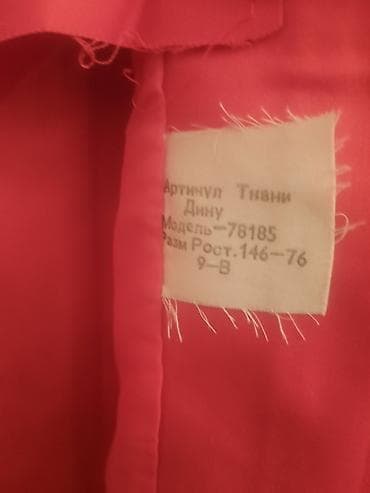 Артикул Ткани
Дину
Модель-78185
Разм Рост.146-76
9-В